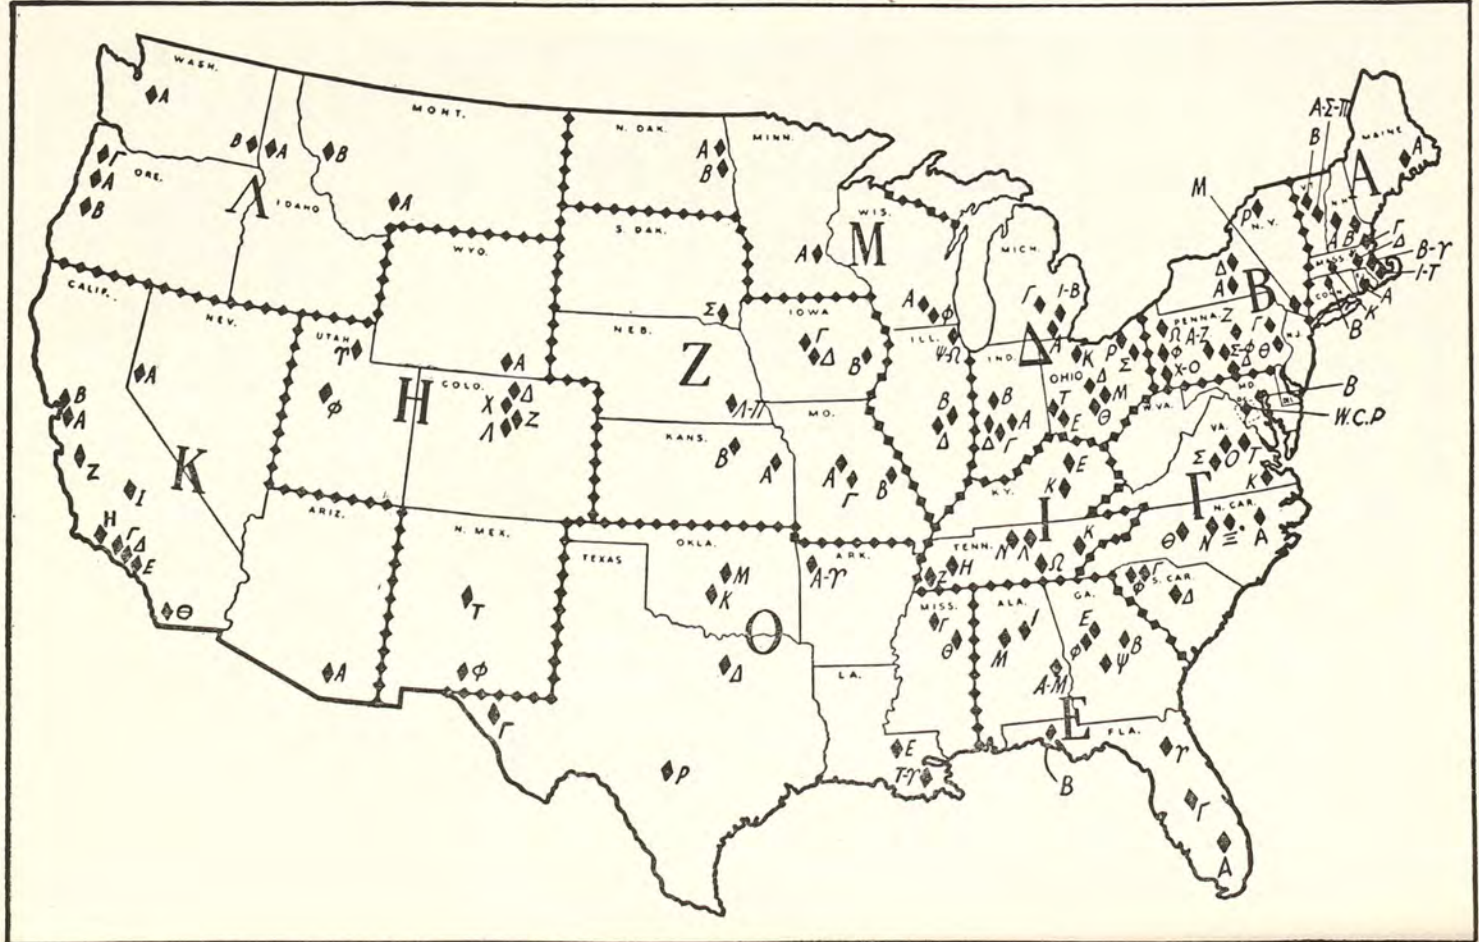 WASH.
A
B
A
B
A
MONT.
Γ
A
B
ORE.
Λ
IDAHO
N. DAK.
A
B
MINN.
A
S. DAK.
Σ
WYO.
A
NEB.
Z
Λ-Π
KANS.
B
A
IOWA
Γ
Δ
B
MO.
A
Γ
B
WIS.
M
A
Φ
ILL.
Ψ-Ω
B
Δ
MICH.
Γ
I-B
A
Δ
IND.
B
Δ
Γ
A
OHIO
K
P
Σ
Δ
M
Θ
T
E
CALIF.
B
A
Z
I
H
Γ
Δ
E
Θ
NEV.
A
K
UTAH
ϒ
Φ
H
COLO.
Δ
X
Z
Λ
ARIZ.
A
N. MEX.
T
Φ
TEXAS
Γ
P
Δ
O
OKLA.
M
K
ARK.
A-ϒ
LA.
E
T-ϒ
MISS.
Γ
Θ
ALA.
I
M
A-M
GA.
E
Φ
B
Ψ
E
B
FLA.
ϒ
Γ
A
KY.
E
K
I
TENN.
Z
H
N
Λ
Ω
K
W.VA.
VA.
Σ
O
T
K
Γ
N. CAR.
Θ
N
Ξ
A
S. CAR.
Φ
Γ
Δ
MD.
DEL.
B
W.C.P
PENNA.
Ω
A-Z
Z
Γ
Φ
Σ-Φ
Δ
Θ
X-O
N.J.
N.Y.
P
Δ
A
B
M
VT.
B
A-Σ-Π
N.H.
A
B
MAINE
A
A
MASS.
Γ
Δ
B-ϒ
I-T
CONN.
A
K
B